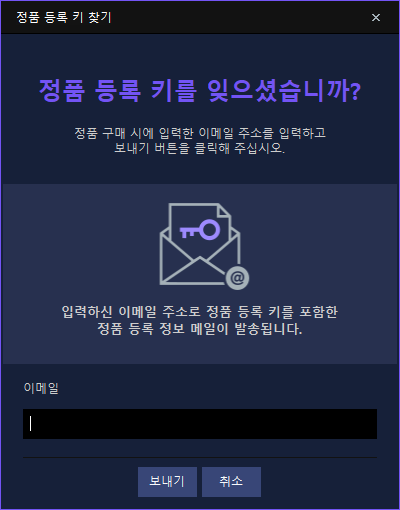 정품 등록 키 찾기
정품 등록 키를 잊으셨습니까?
정품 구매 시에 입력한 이메일 주소를 입력하고
보내기 버튼을 클릭해 주십시오.
@
입력하신 이메일 주소로 정품 등록 키를 포함한
정품 등록 정보 메일이 발송됩니다.
이메일
보내기 취소